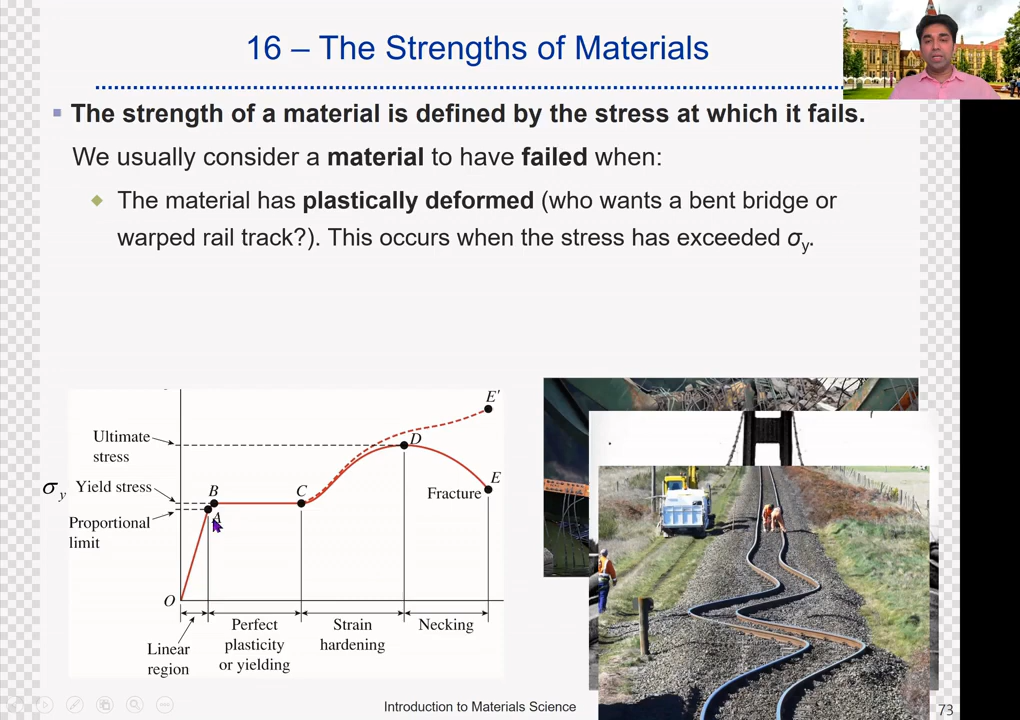 16 – The Strengths of Materials
The strength of a material is defined by the stress at which it fails.
We usually consider a material to have failed when:
The material has plastically deformed (who wants a bent bridge or
warped rail track?). This occurs when the stress has exceeded σy.
E'
Ultimate
stress
D
σy
Yield stress
B
C
E
Fracture
A
Proportional
limit
O
Linear
region
Perfect
plasticity
or yielding
Strain
hardening
Necking
Introduction to Materials Science
73